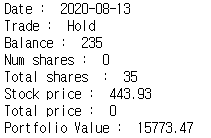 Date :  2020-08-13
Trade :  Hold
Balance :  235
Num shares :  0
Total shares  :  35
Stock price :  443.93
Total price :  0
Portfolio Value :  15773.47